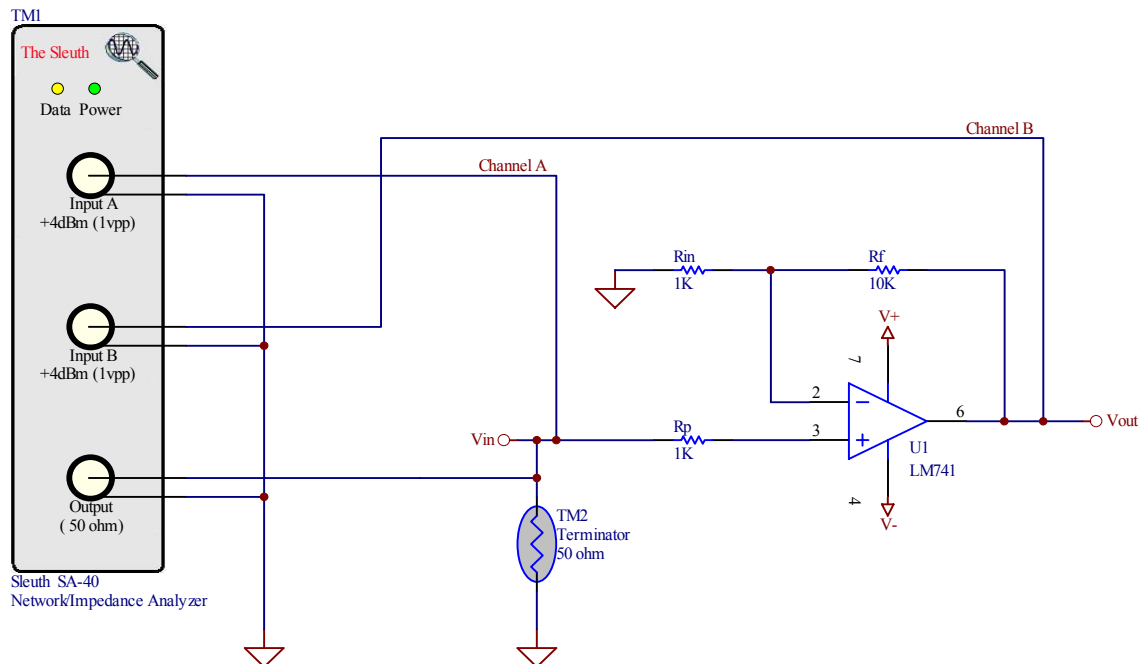 TM1
The Sleuth
Data Power
Input A
+4dBm (1vpp)
Input B
+4dBm (1vpp)
Output
( 50 ohm)
Sleuth SA-40
Network/Impedance Analyzer
Channel A
Channel B
Rin
1K
Rf
10K
V+
7
2
3
6
Rp
1K
U1
LM741
4
V-
Vin
Vout
TM2
Terminator
50 ohm